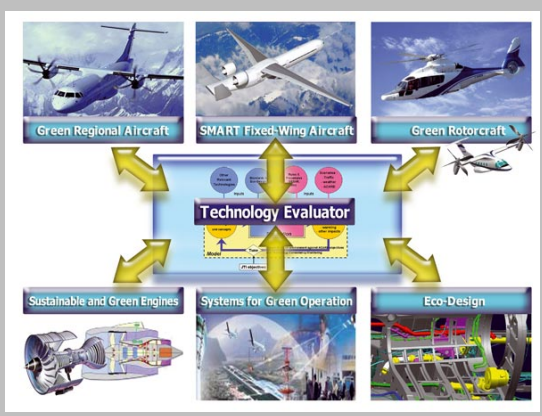 Green Regional Aircraft
SMART Fixed-Wing Aircraft
Green Rotorcraft
Technology Evaluator
Model
Sustainable and Green Engines
Systems for Green Operation
Eco-Design